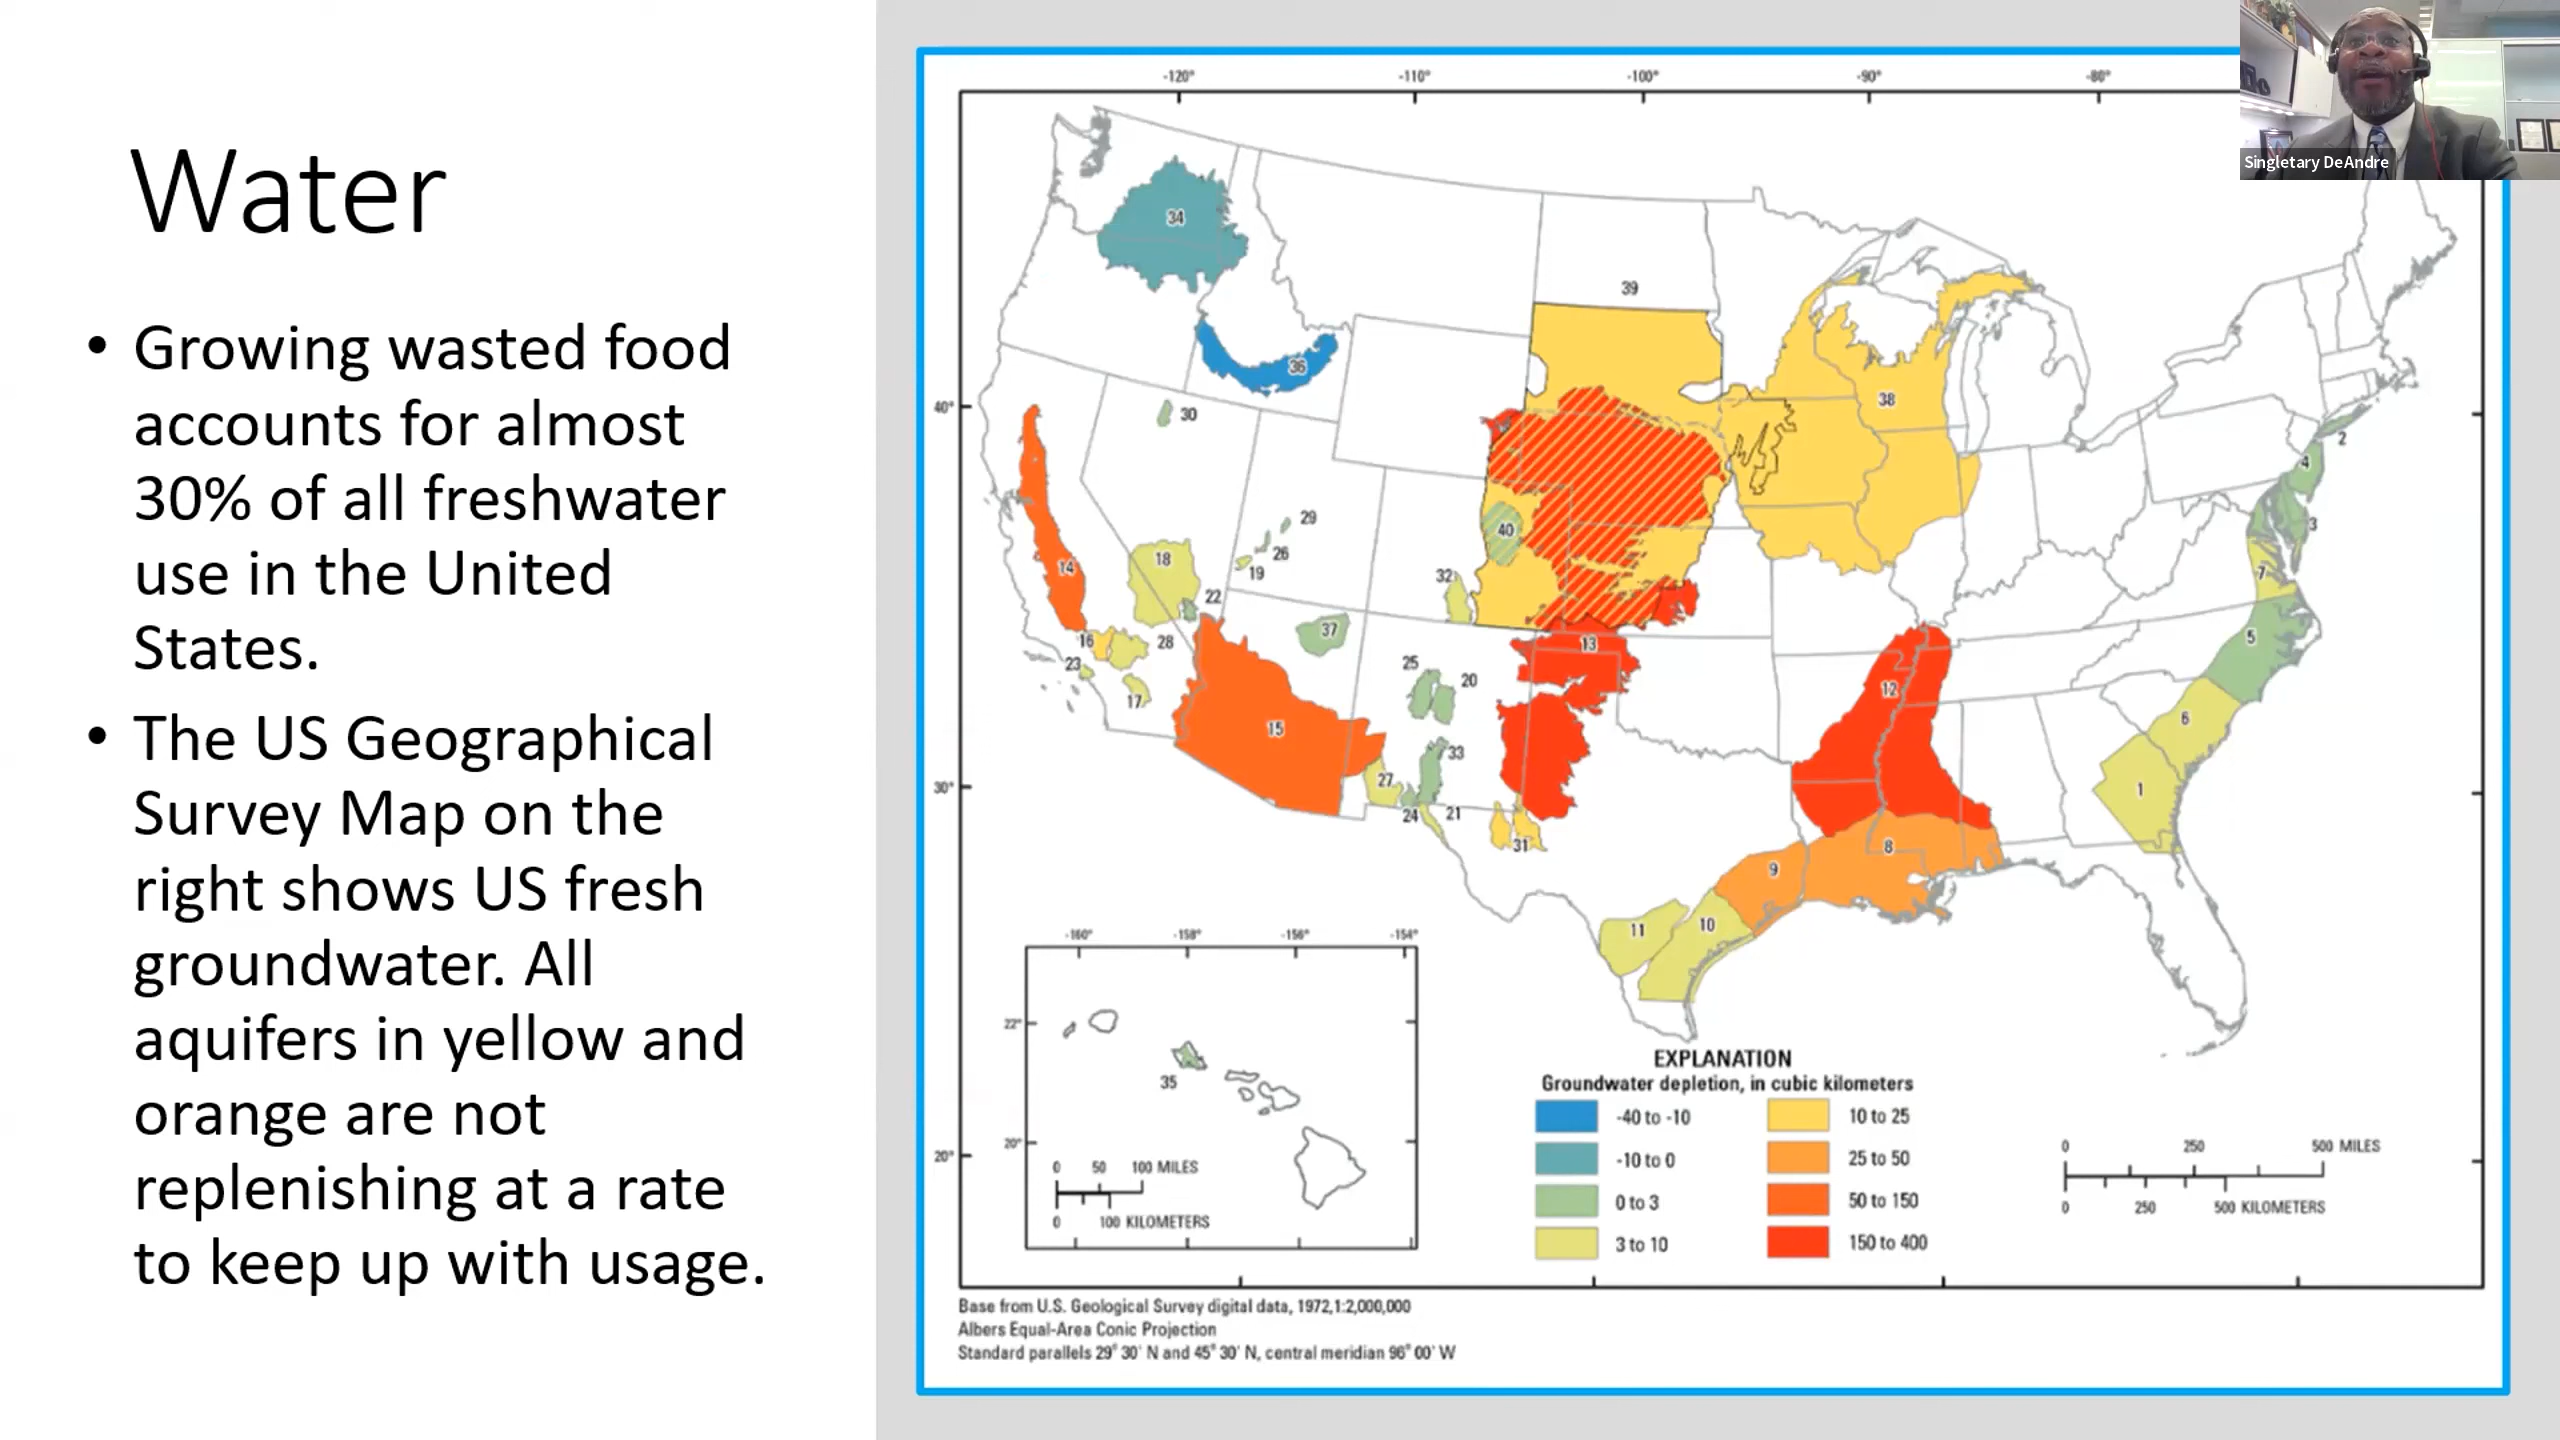 Water
• Growing wasted food
accounts for almost
30% of all freshwater
use in the United
States.
• The US Geographical
Survey Map on the
right shows US fresh
groundwater. All
aquifers in yellow and
orange are not
replenishing at a rate
to keep up with usage.
Singletary DeAndre
-120° -110° -100° -90° -80°
40°
30°
20°
34
39
36
38
30
2
4
40
29
3
18
26
14
19
32
7
22
37
16
28
13
5
23
25
20
12
17
6
15
33
27
1
24
21
31
8
9
11
10
-160° -158° -156° -154°
22°
35
20°
0 50 100 MILES
0 100 KILOMETERS
EXPLANATION
Groundwater depletion, in cubic kilometers
-40 to -10
-10 to 0
0 to 3
3 to 10
10 to 25
25 to 50
50 to 150
150 to 400
0 250 500 MILES
0 250 500 KILOMETERS
Base from U.S. Geological Survey digital data, 1972,1:2,000,000
Albers Equal-Area Conic Projection
Standard parallels 29° 30' N and 45° 30' N, central meridian 96° 00' W